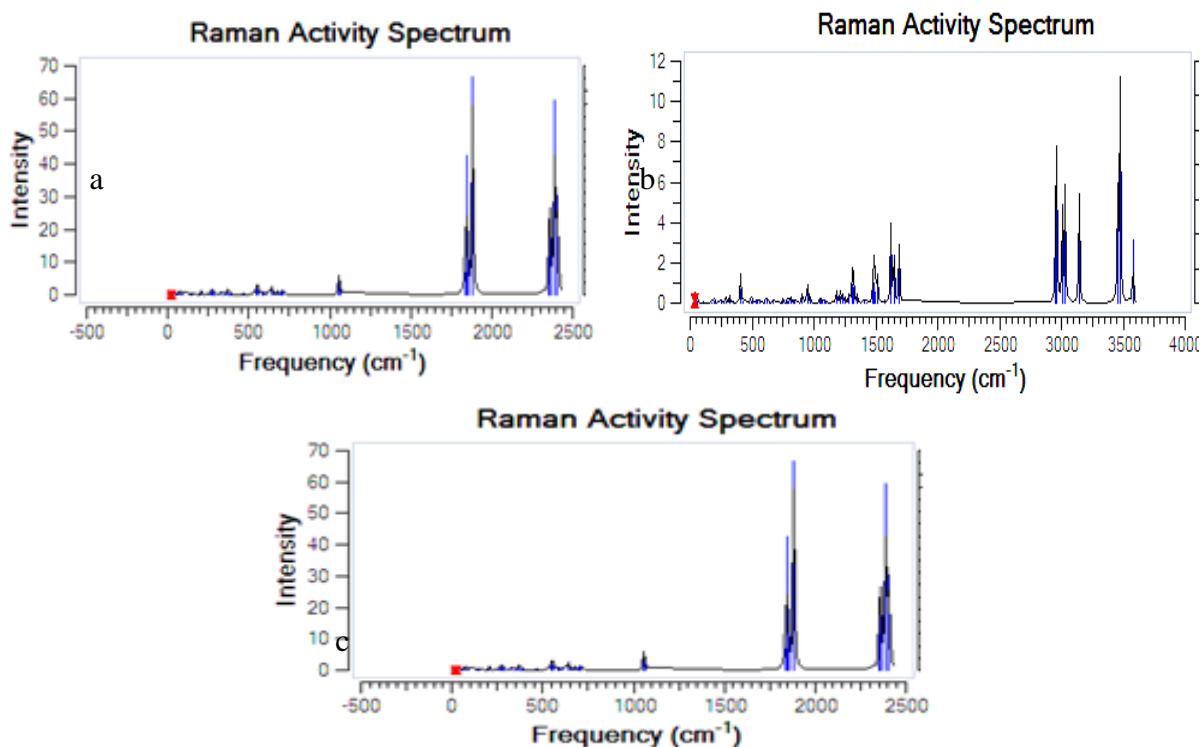 Raman Activity Spectrum
70
60
50
40
30
20
10
0
Intensity
a
-500 0 500 1000 1500 2000 2500
Frequency (cm-1)
Raman Activity Spectrum
12
10
8
6
4
2
0
Intensity
b
0 500 1000 1500 2000 2500 3000 3500 4000
Frequency (cm-1)
Raman Activity Spectrum
70
60
50
40
30
20
10
0
Intensity
c
-500 0 500 1000 1500 2000 2500
Frequency (cm-1)